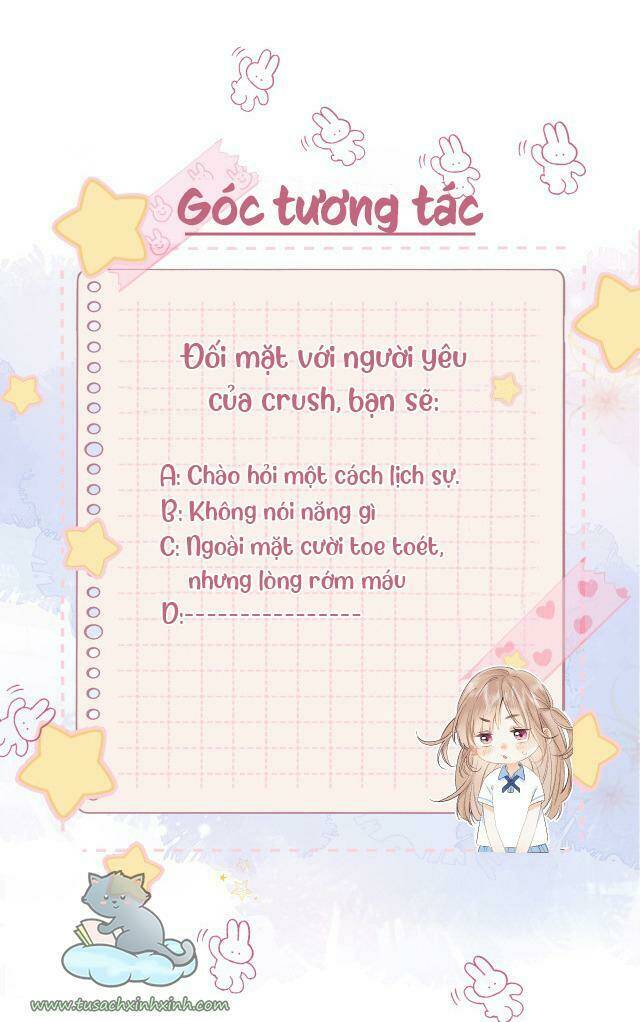 Góc tương tác
Đối mặt với người yêu
của crush, bạn sẽ:
A: Chào hỏi một cách lịch sự.
B: Không nói năng gì
C: Ngoài mặt cười toe toét,
nhưng lòng rớm máu
D:----------------
www.tusachxinhxinh.com